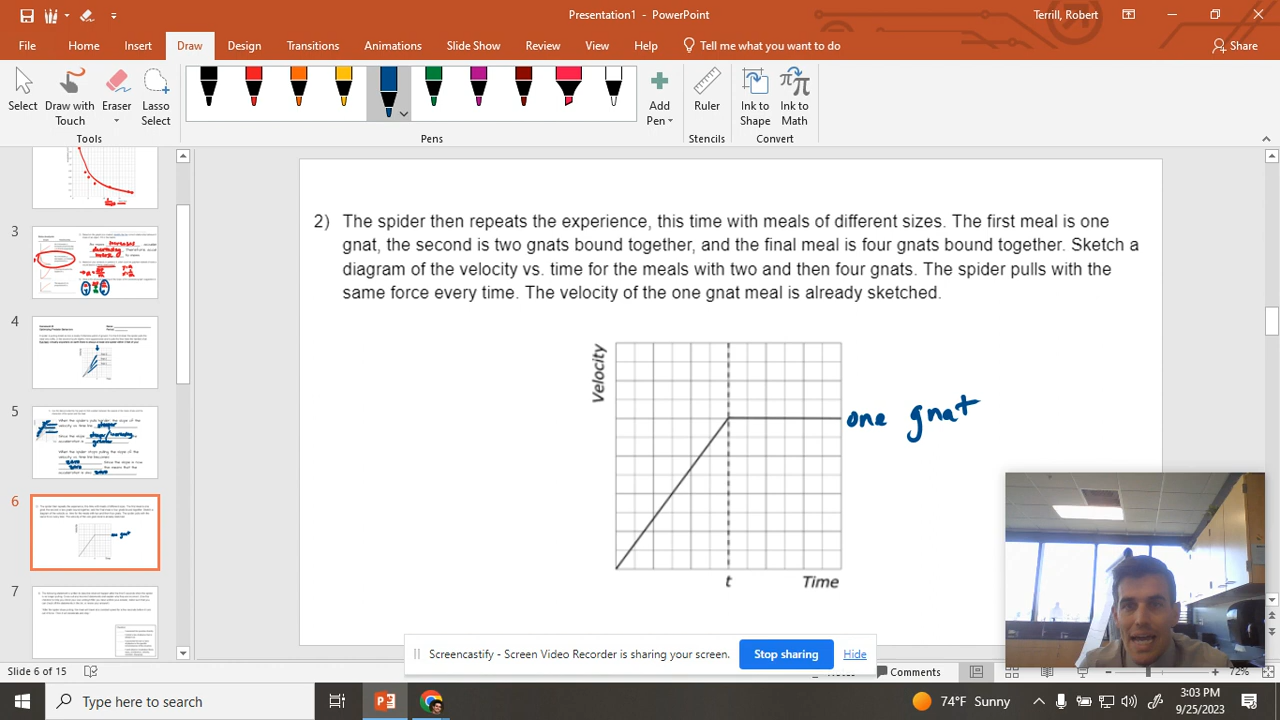 Presentation1 - PowerPoint
Terrill, Robert
File Home Insert Draw Design Transitions Animations Slide Show Review View Help Tell me what you want to do Share
Select
Draw with Touch
Eraser
Lasso Select
Add Pen
Ruler
Ink to Shape
Ink to Math
Tools
Pens
Stencils
Convert
3
4
5
6
7
2) The spider then repeats the experience, this time with meals of different sizes. The first meal is one
gnat, the second is two gnats bound together, and the final meal is four gnats bound together. Sketch a
diagram of the velocity vs. time for the meals with two and then four gnats. The spider pulls with the
same force every time. The velocity of the one gnat meal is already sketched.
Velocity
one gnat
t Time
Screencastify - Screen Video Recorder is sharing your screen. Stop sharing Hide
Slide 6 of 15
Comments
72%
Type here to search
74°F Sunny
3:03 PM
9/25/2023